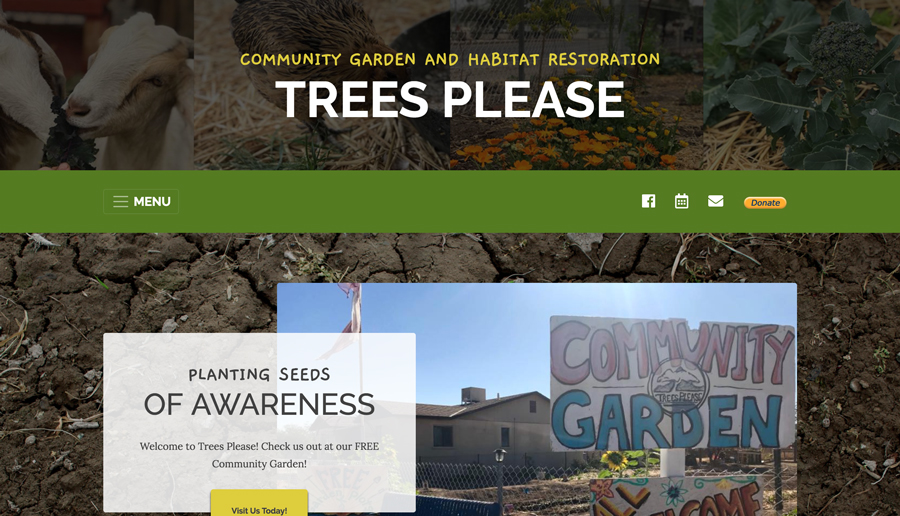 COMMUNITY GARDEN AND HABITAT RESTORATION
TREES PLEASE
MENU
Donate
PLANTING SEEDS
OF AWARENESS
Welcome to Trees Please! Check us out at our FREE
Community Garden!
Visit Us Today!
COMMUNITY
TREES PLEASE
GARDEN
WELCOME